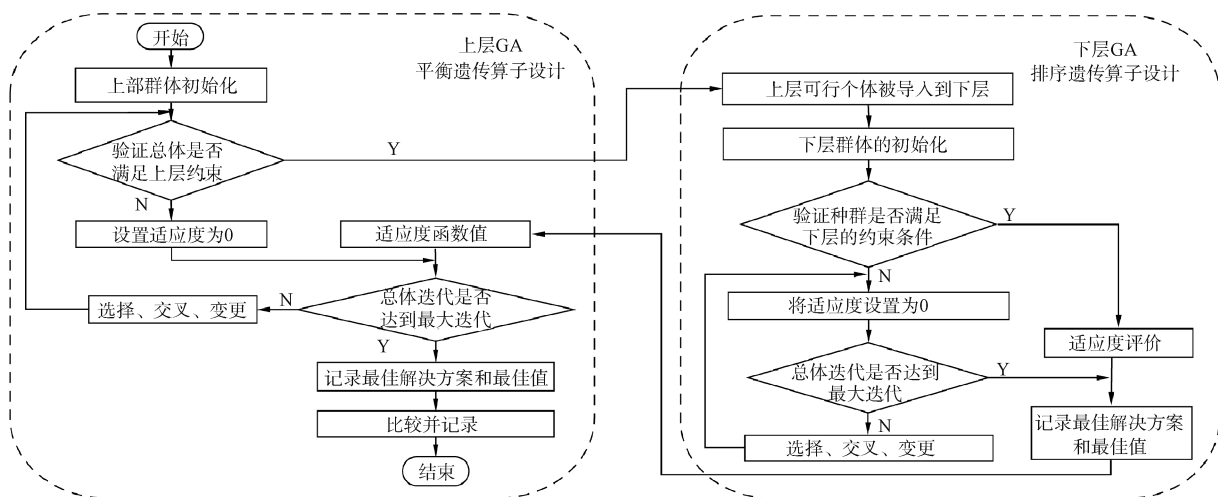 开始
上层GA
平衡遗传算子设计
上部群体初始化
验证总体是否
满足上层约束
Y
N
设置适应度为0
适应度函数值
选择、交叉、变更
N
总体迭代是否
达到最大迭代
Y
记录最佳解决方案和最佳值
比较并记录
结束
下层GA
排序遗传算子设计
上层可行个体被导入到下层
下层群体的初始化
验证种群是否满足
下层的约束条件
Y
N
将适应度设置为0
适应度评价
总体迭代是否达到
最大迭代
Y
N
选择、交叉、变更
记录最佳解决方案
和最佳值